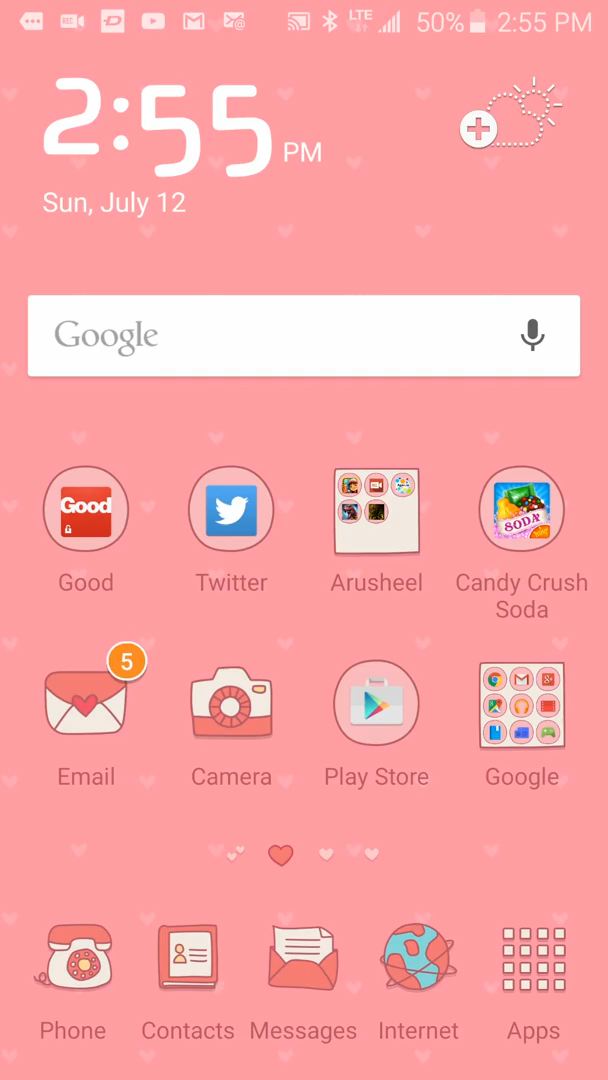 LTE 50% 2:55 PM
2:55 PM
Sun, July 12
Google
Good
SODA
Good Twitter Arusheel Candy Crush
Soda
5
Email Camera Play Store Google
Phone Contacts Messages Internet Apps